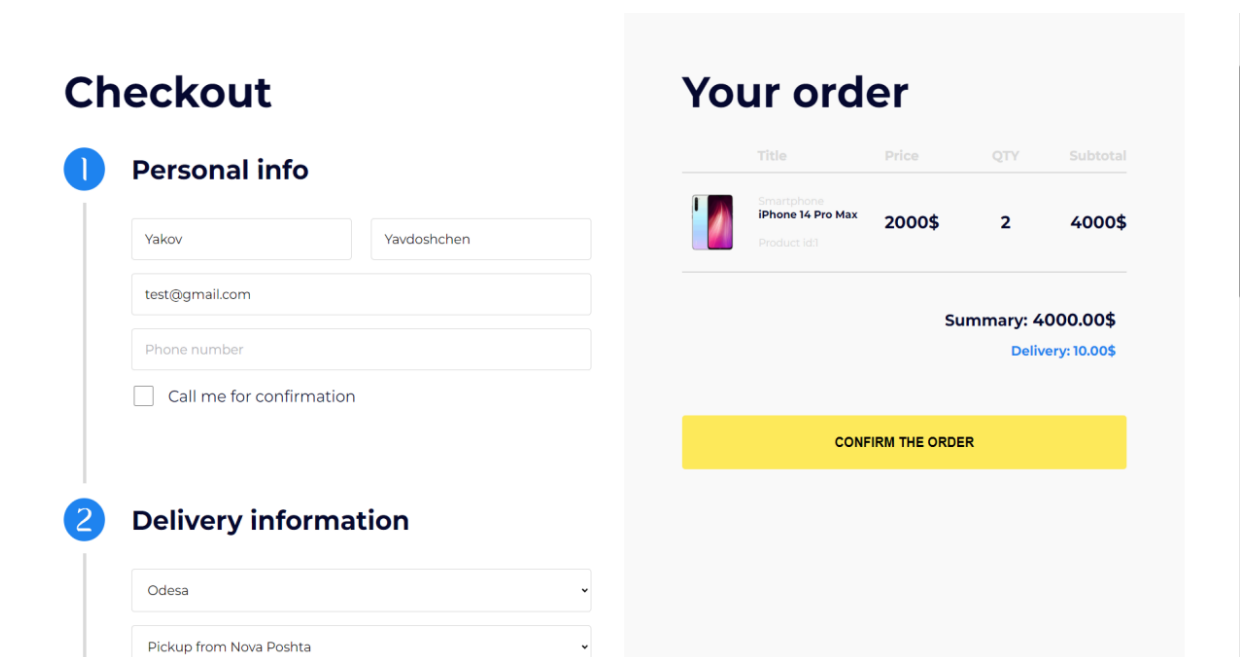 Checkout
1 Personal info
Yakov Yavdoshchen
test@gmail.com
Phone number
Call me for confirmation
2 Delivery information
Odesa
Pickup from Nova Poshta
Your order
Title Price QTY Subtotal
Smartphone
iPhone 14 Pro Max 2000$ 2 4000$
Product id:1
Summary: 4000.00$
Delivery: 10.00$
CONFIRM THE ORDER